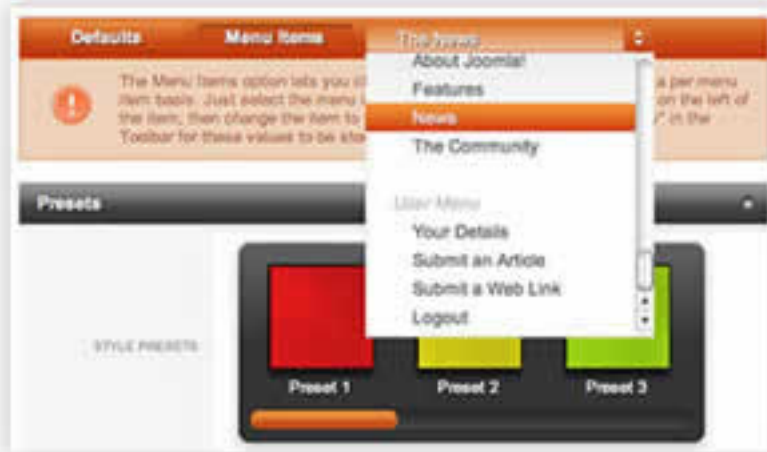 Defaults
Menu Items
The News
The Menu Items option lets you a per menu
item basis. Just select the menu on the left of
the item, then change the item to in the
Toolbar for these values to be
About Joomla!
Features
News
The Community
User Menu
Your Details
Submit an Article
Submit a Web Link
Logout
Presets
STYLE PRESETS
Preset 1
Preset 2
Preset 3